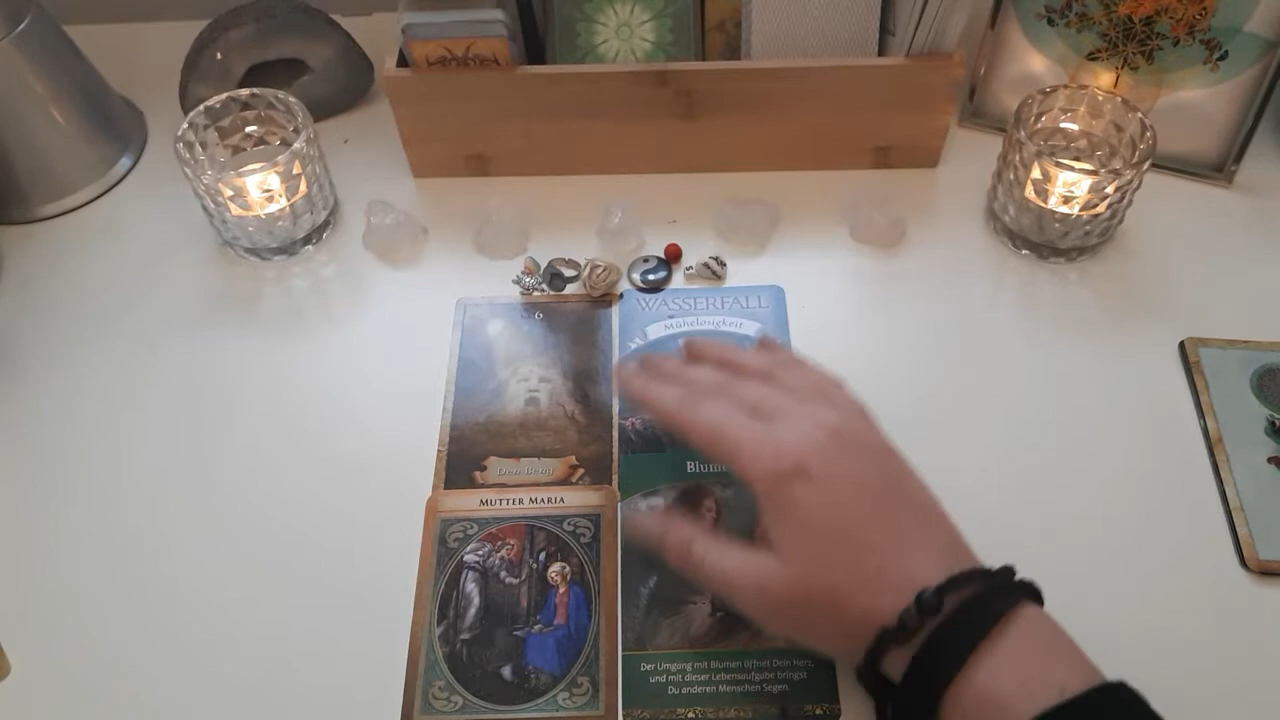 6
Der Berg
WASSERFALL
Mühelosigkeit
MUTTER MARIA
Der Umgang mit Blumen öffnet Dein Herz,
und mit dieser Lebensaufgabe bringst
Du anderen Menschen Segen.